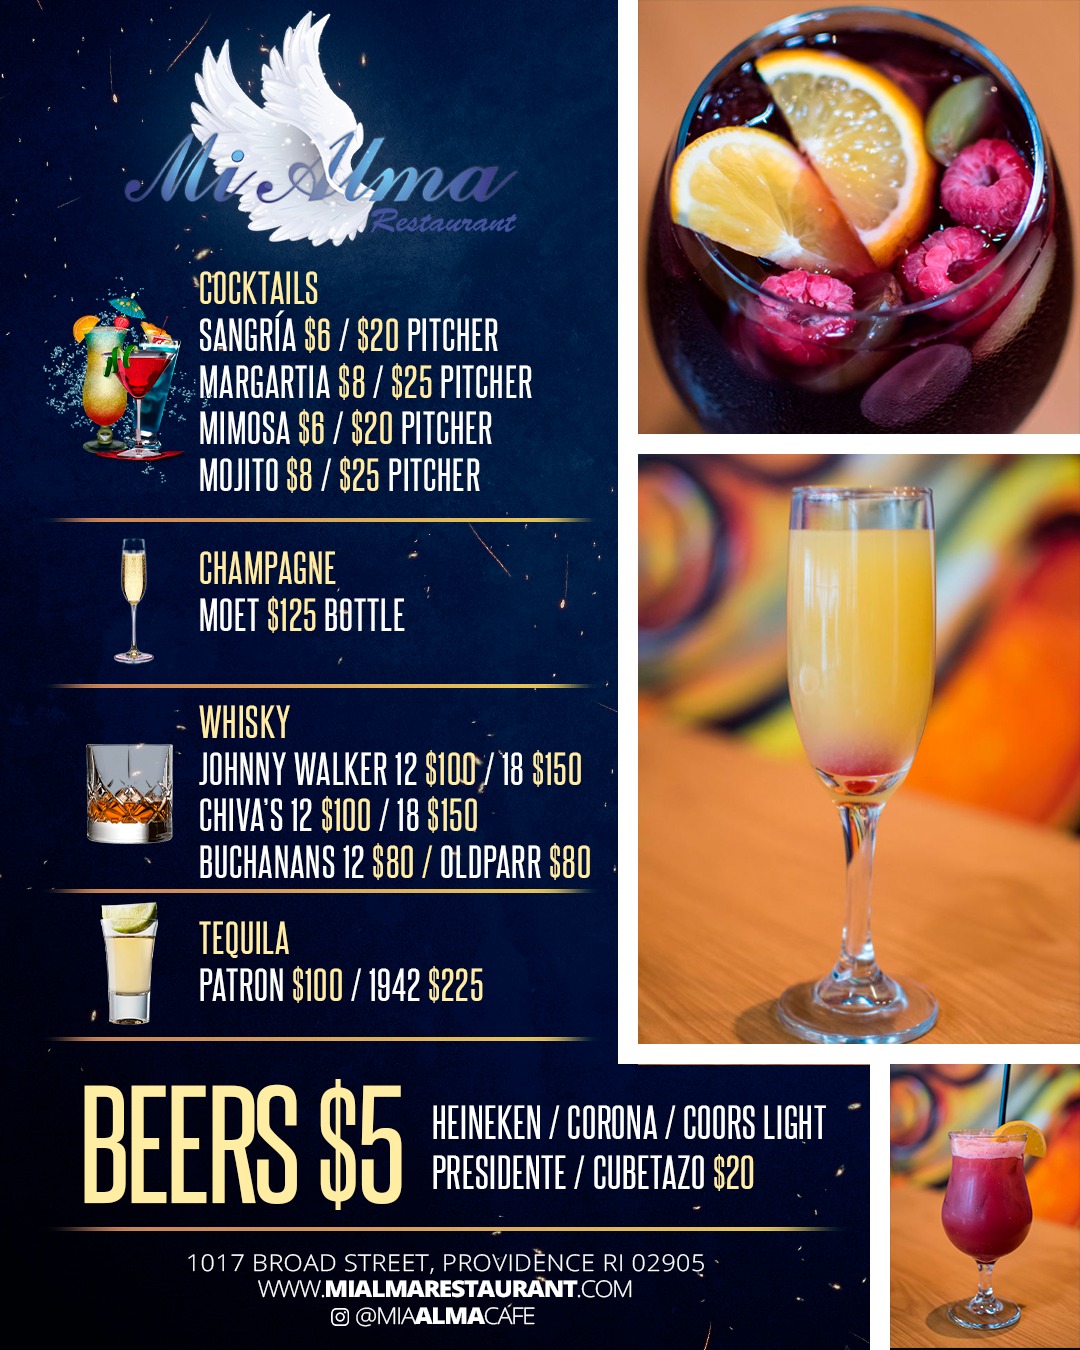 Mi Alma
Restaurant
COCKTAILS
SANGRÍA $6 / $20 PITCHER
MARGARTIA $8 / $25 PITCHER
MIMOSA $6 / $20 PITCHER
MOJITO $8 / $25 PITCHER
CHAMPAGNE
MOET $125 BOTTLE
WHISKY
JOHNNY WALKER 12 $100 / 18 $150
CHIVA'S 12 $100 / 18 $150
BUCHANANS 12 $80 / OLDPARR $80
TEQUILA
PATRON $100 / 1942 $225
BEERS $5
HEINEKEN / CORONA / COORS LIGHT
PRESIDENTE / CUBETAZO $20
1017 BROAD STREET, PROVIDENCE RI 02905
WWW.MIALMARESTAURANT.COM
@MIAALMACÁFE